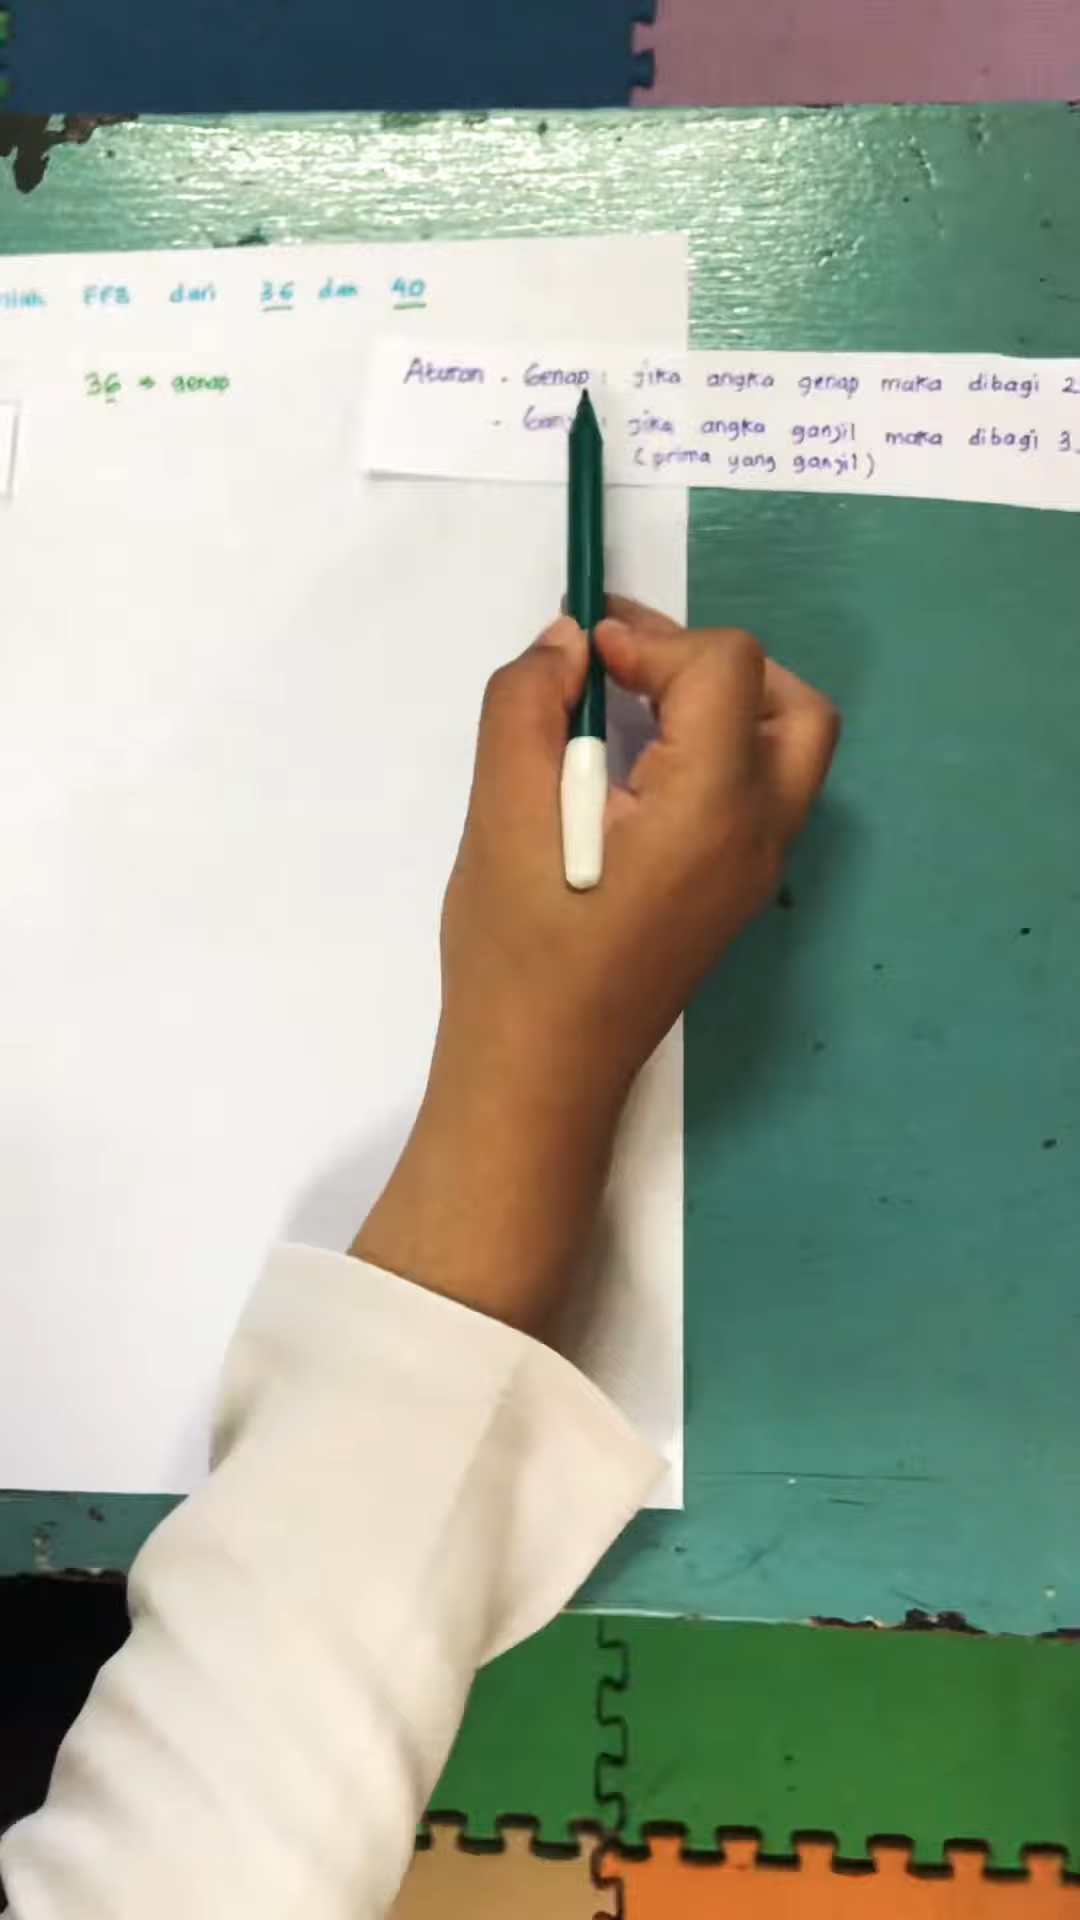 FPB dari 36 dan 40
36 ⇒ genap
Aturan - Genap : jika angka genap maka dibagi 2
- : jika angka ganjil maka dibagi 3
(prima yang ganjil)